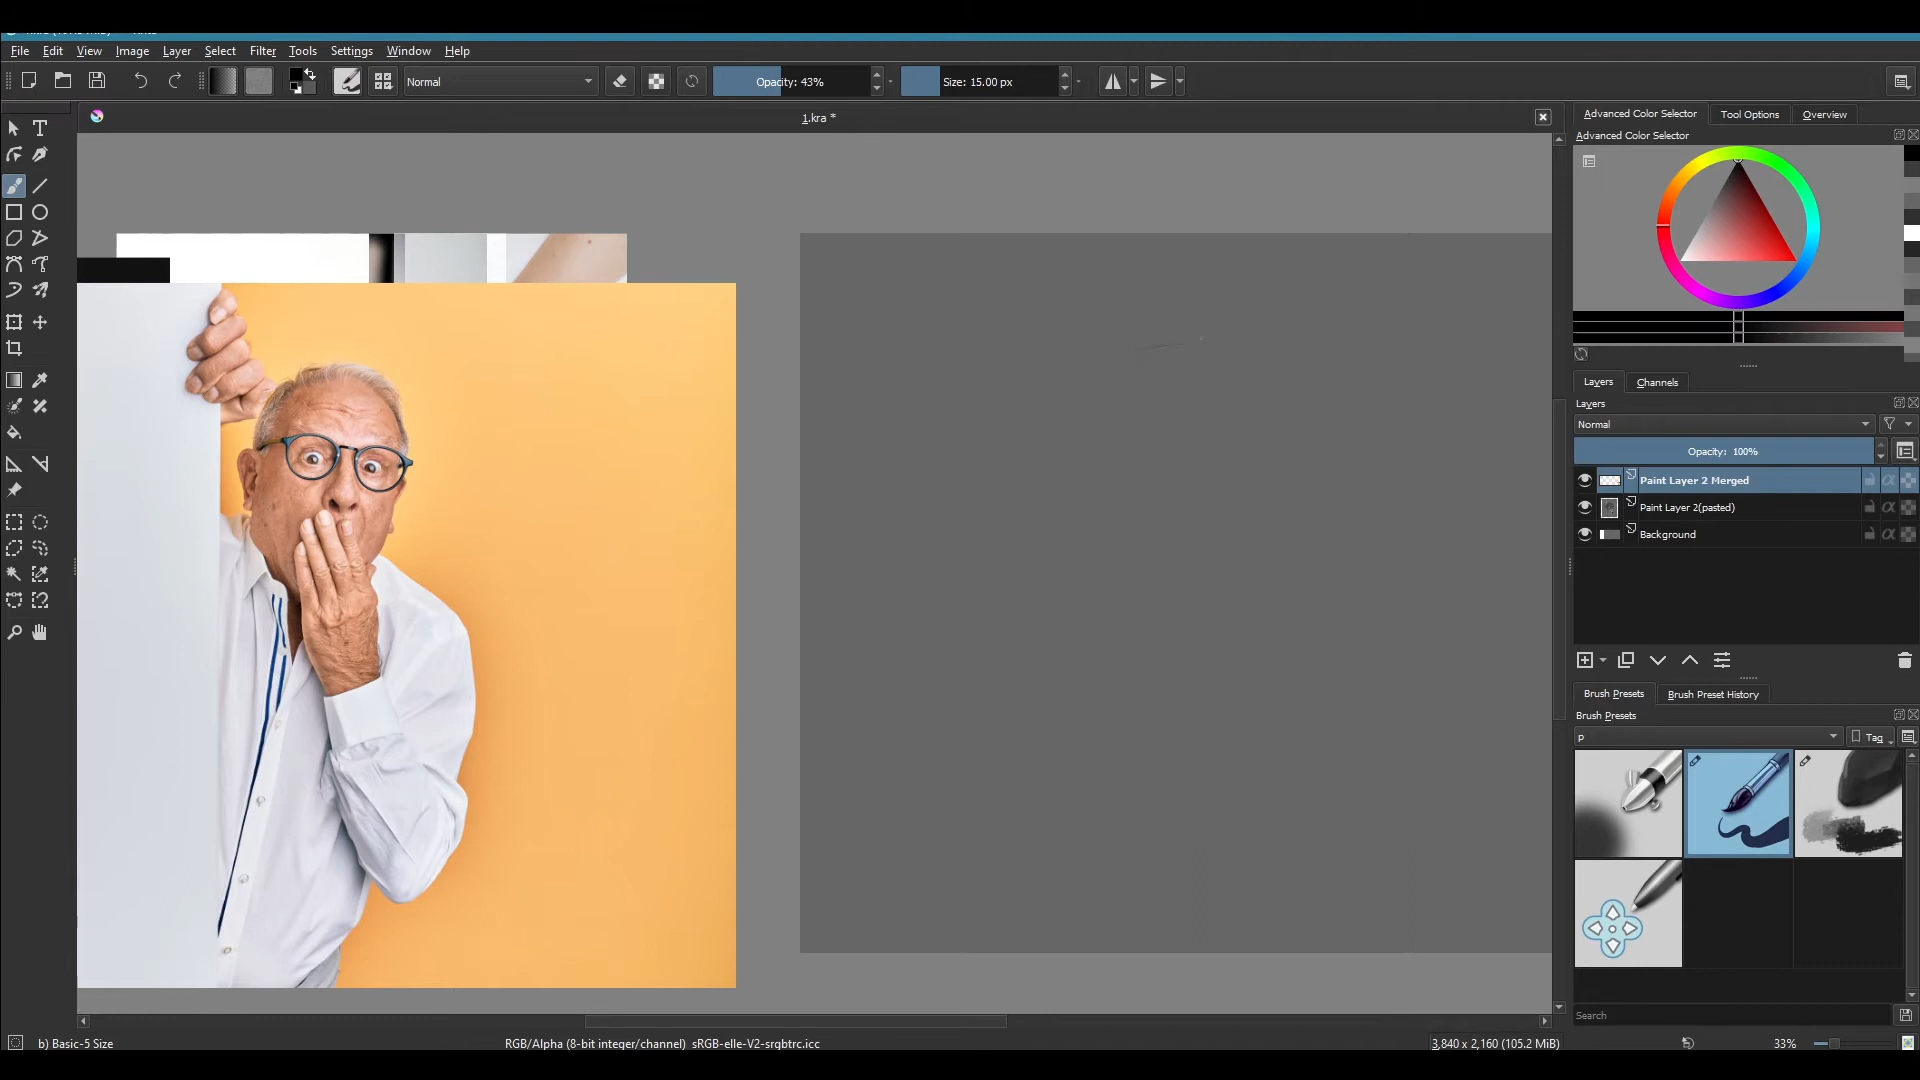 File Edit View Image Layer Select Filter Tools Settings Window Help
Normal
Opacity: 43%
Size: 15.00 px
1.kra *
Advanced Color Selector Tool Options Overview
Advanced Color Selector
Layers Channels
Layers
Normal
Opacity: 100%
Paint Layer 2 Merged
Paint Layer 2(pasted)
Background
Brush Presets Brush Preset History
Brush Presets
p Tag
Search
b) Basic-5 Size RGB/Alpha (8-bit integer/channel) sRGB-elle-V2-srgbtrc.icc 3,840 x 2,160 (105.2 MiB) 33%